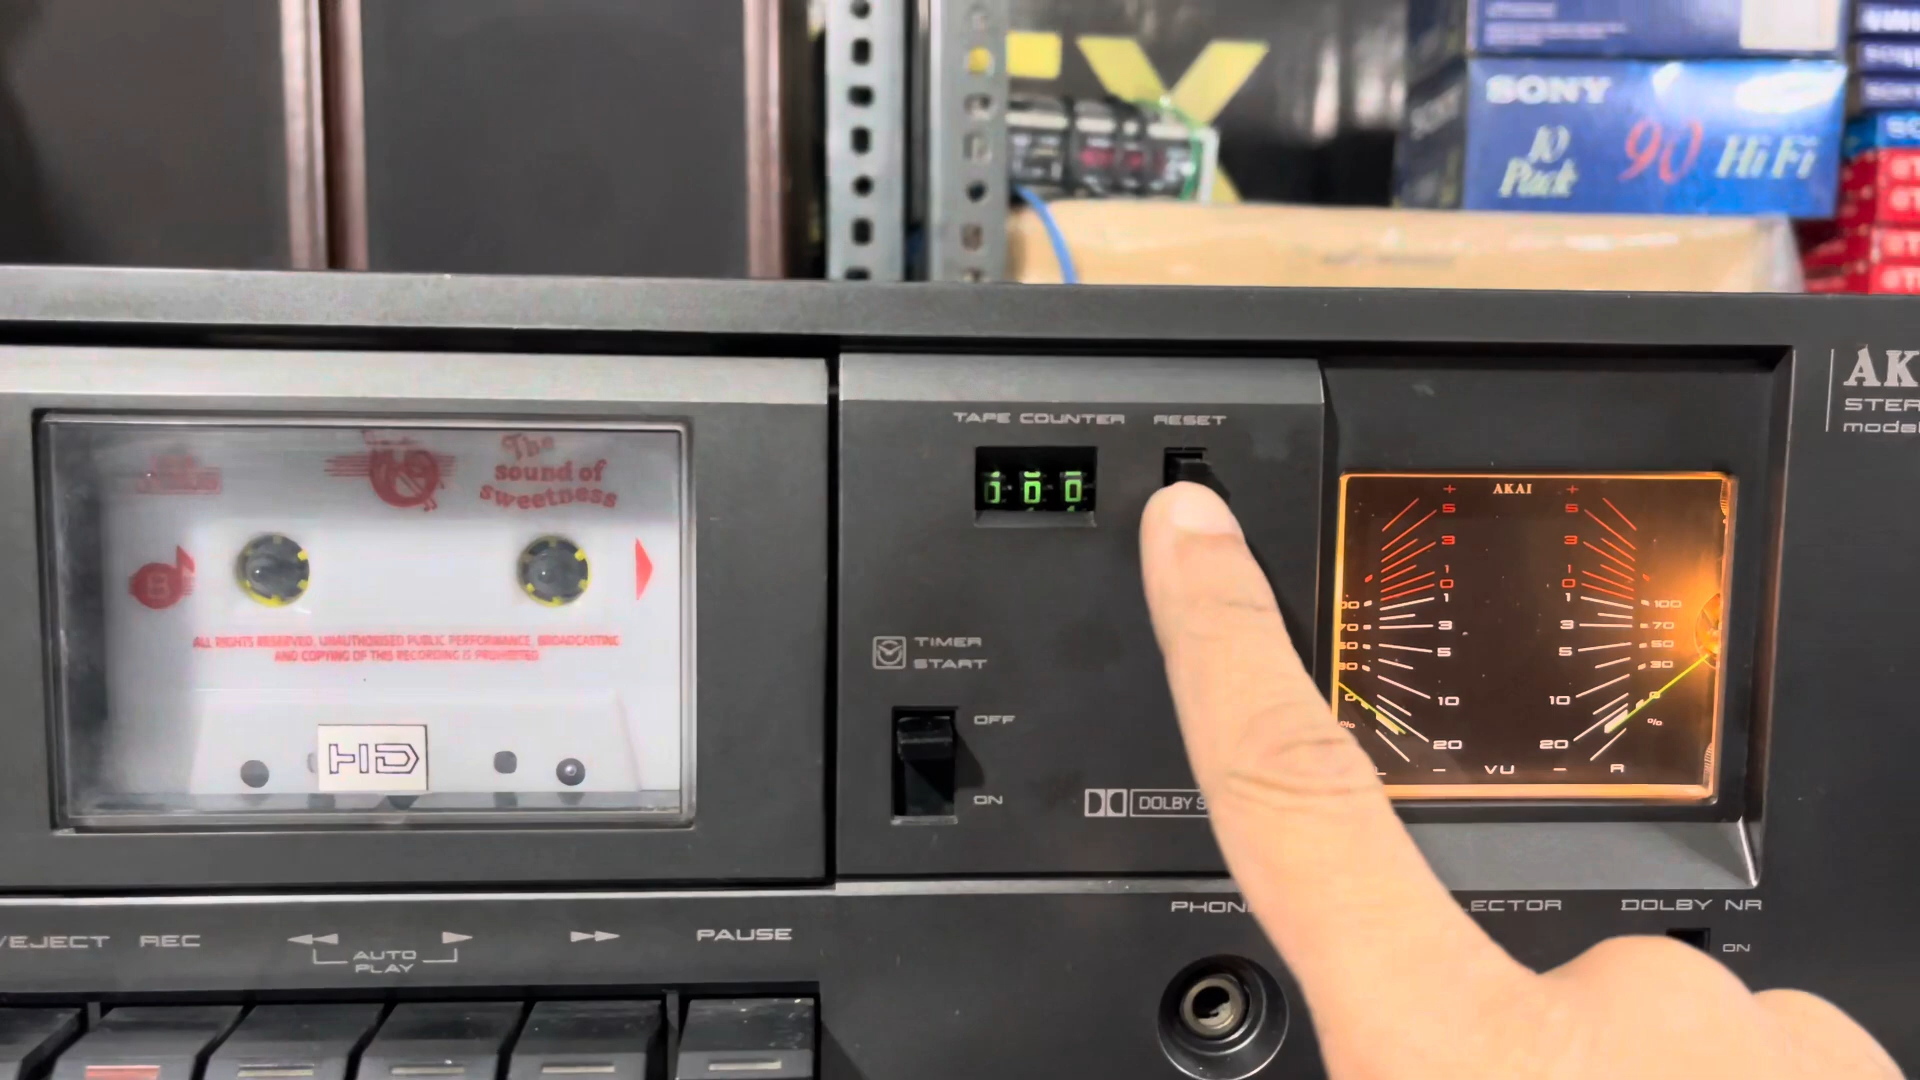 SONY
10
Pack
90 HiFi
TAPE COUNTER RESET
The
sound of
sweetness
B
ALL RIGHTS RESERVED. UNAUTHORISED PUBLIC PERFORMANCE, BROADCASTING
AND COPYING OF THIS RECORDING IS PROHIBITED
HD
TIMER
START
OFF
ON
DOLBY S
AK
STER
model
AKAI
+ +
5 5
3 3
1 1
0 0
1 1 100
3 3 70
5 5 50
30
10 10 0
20 20 %
L – VU – R
/EJECT REC
AUTO
PLAY
PAUSE
PHON
LECTOR
DOLBY NR
ON